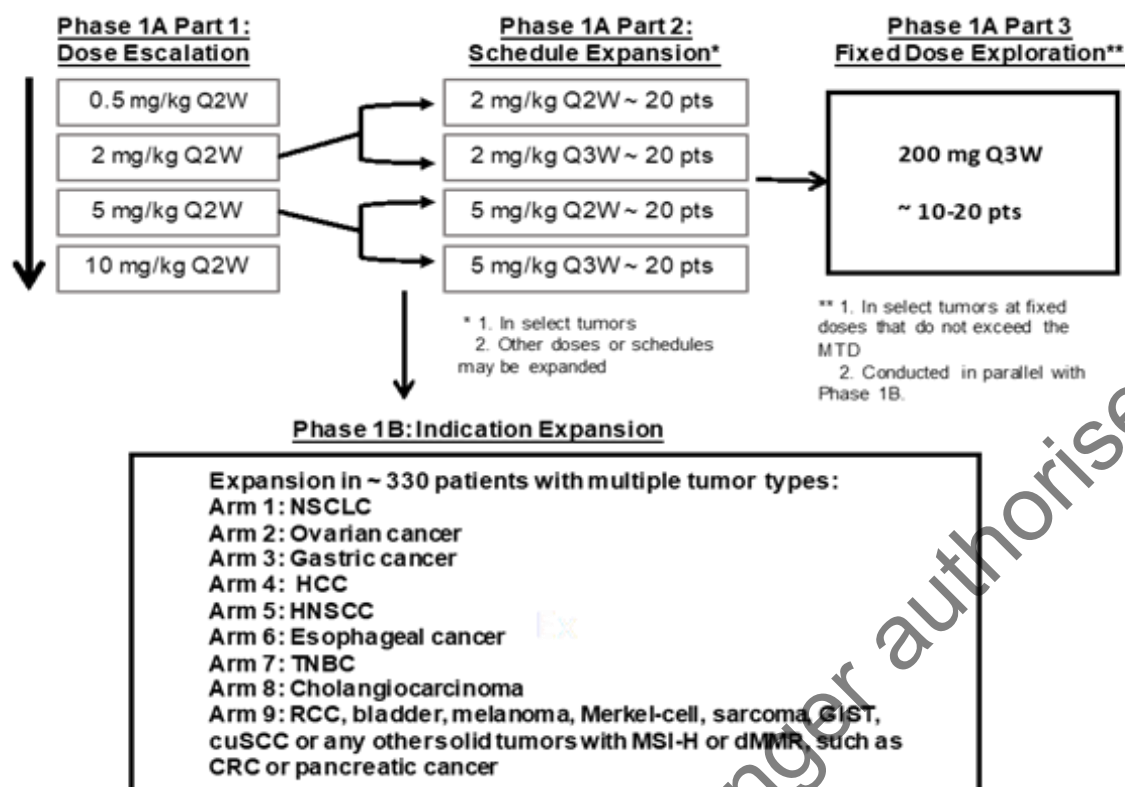 Phase 1A Part 1:
Dose Escalation
0.5 mg/kg Q2W
2 mg/kg Q2W
5 mg/kg Q2W
10 mg/kg Q2W
Phase 1A Part 2:
Schedule Expansion*
2 mg/kg Q2W ~ 20 pts
2 mg/kg Q3W ~ 20 pts
5 mg/kg Q2W ~ 20 pts
5 mg/kg Q3W ~ 20 pts
* 1. In select tumors
2. Other doses or schedules
may be expanded
Phase 1A Part 3
Fixed Dose Exploration**
200 mg Q3W
~ 10-20 pts
** 1. In select tumors at fixed
doses that do not exceed the
MTD
2. Conducted in parallel with
Phase 1B.
Phase 1B: Indication Expansion
Expansion in ~ 330 patients with multiple tumor types:
Arm 1: NSCLC
Arm 2: Ovarian cancer
Arm 3: Gastric cancer
Arm 4: HCC
Arm 5: HNSCC
Arm 6: Esophageal cancer
Arm 7: TNBC
Arm 8: Cholangiocarcinoma
Arm 9: RCC, bladder, melanoma, Merkel-cell, sarcoma, GIST,
cuSCC or any other solid tumors with MSI-H or dMMR, such as
CRC or pancreatic cancer
Ex
nger authorise